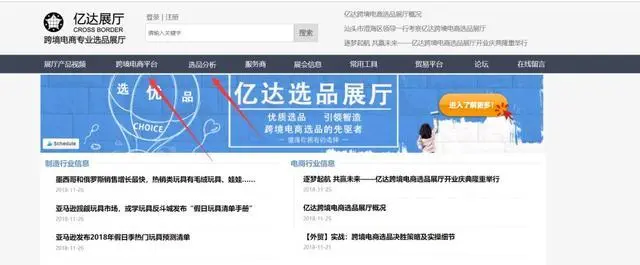 亿达展厅
CROSS BORDER
跨境电商专业选品展厅
登录 | 注册
请输入关键字
搜索
亿达跨境电商选品展厅概况
汕头市澄海区领导一行考察亿达跨境电商选品展厅
逐梦起航 共赢未来——亿达跨境电商选品展厅开业庆典隆重举行
展厅产品视频 跨境电商平台 选品分析 服务商 展会信息 常用工具 贸易平台 论坛 在线留言
选 优 品
CHOICE
亿达选品展厅
优质选品 引领智造
跨境电商选品的先驱者
值得你拥有的选择
进入了解更多!
Schedule
制造行业信息
墨西哥和俄罗斯销售增长最快,热销类玩具有毛绒玩具、娃娃……
2018-11-26
亚马逊觊觎玩具市场,或学玩具反斗城发布“假日玩具清单手册”
2018-11-26
亚马逊发布2018年假日季热门玩具预测清单
2018-11-26
电商行业信息
逐梦起航 共赢未来——亿达跨境电商选品展厅开业庆典隆重举行
2018-11-25
亿达跨境电商选品展厅概况
2018-11-25
【外贸】实战:跨境电商选品决胜策略及实操细节
2018-11-21